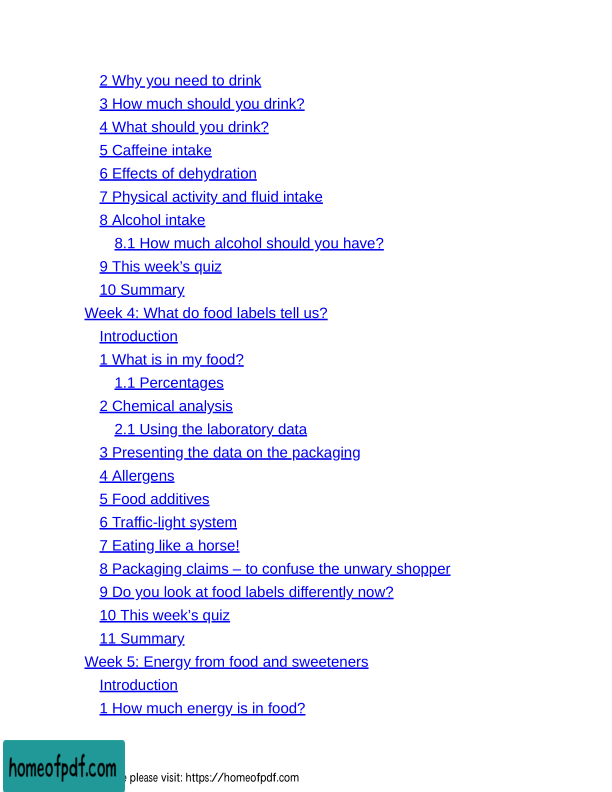 2 Why you need to drink
3 How much should you drink?
4 What should you drink?
5 Caffeine intake
6 Effects of dehydration
7 Physical activity and fluid intake
8 Alcohol intake
8.1 How much alcohol should you have?
9 This week’s quiz
10 Summary
Week 4: What do food labels tell us?
Introduction
1 What is in my food?
1.1 Percentages
2 Chemical analysis
2.1 Using the laboratory data
3 Presenting the data on the packaging
4 Allergens
5 Food additives
6 Traffic-light system
7 Eating like a horse!
8 Packaging claims – to confuse the unwary shopper
9 Do you look at food labels differently now?
10 This week’s quiz
11 Summary
Week 5: Energy from food and sweeteners
Introduction
1 How much energy is in food?
homeofpdf.com
please visit: https://homeofpdf.com